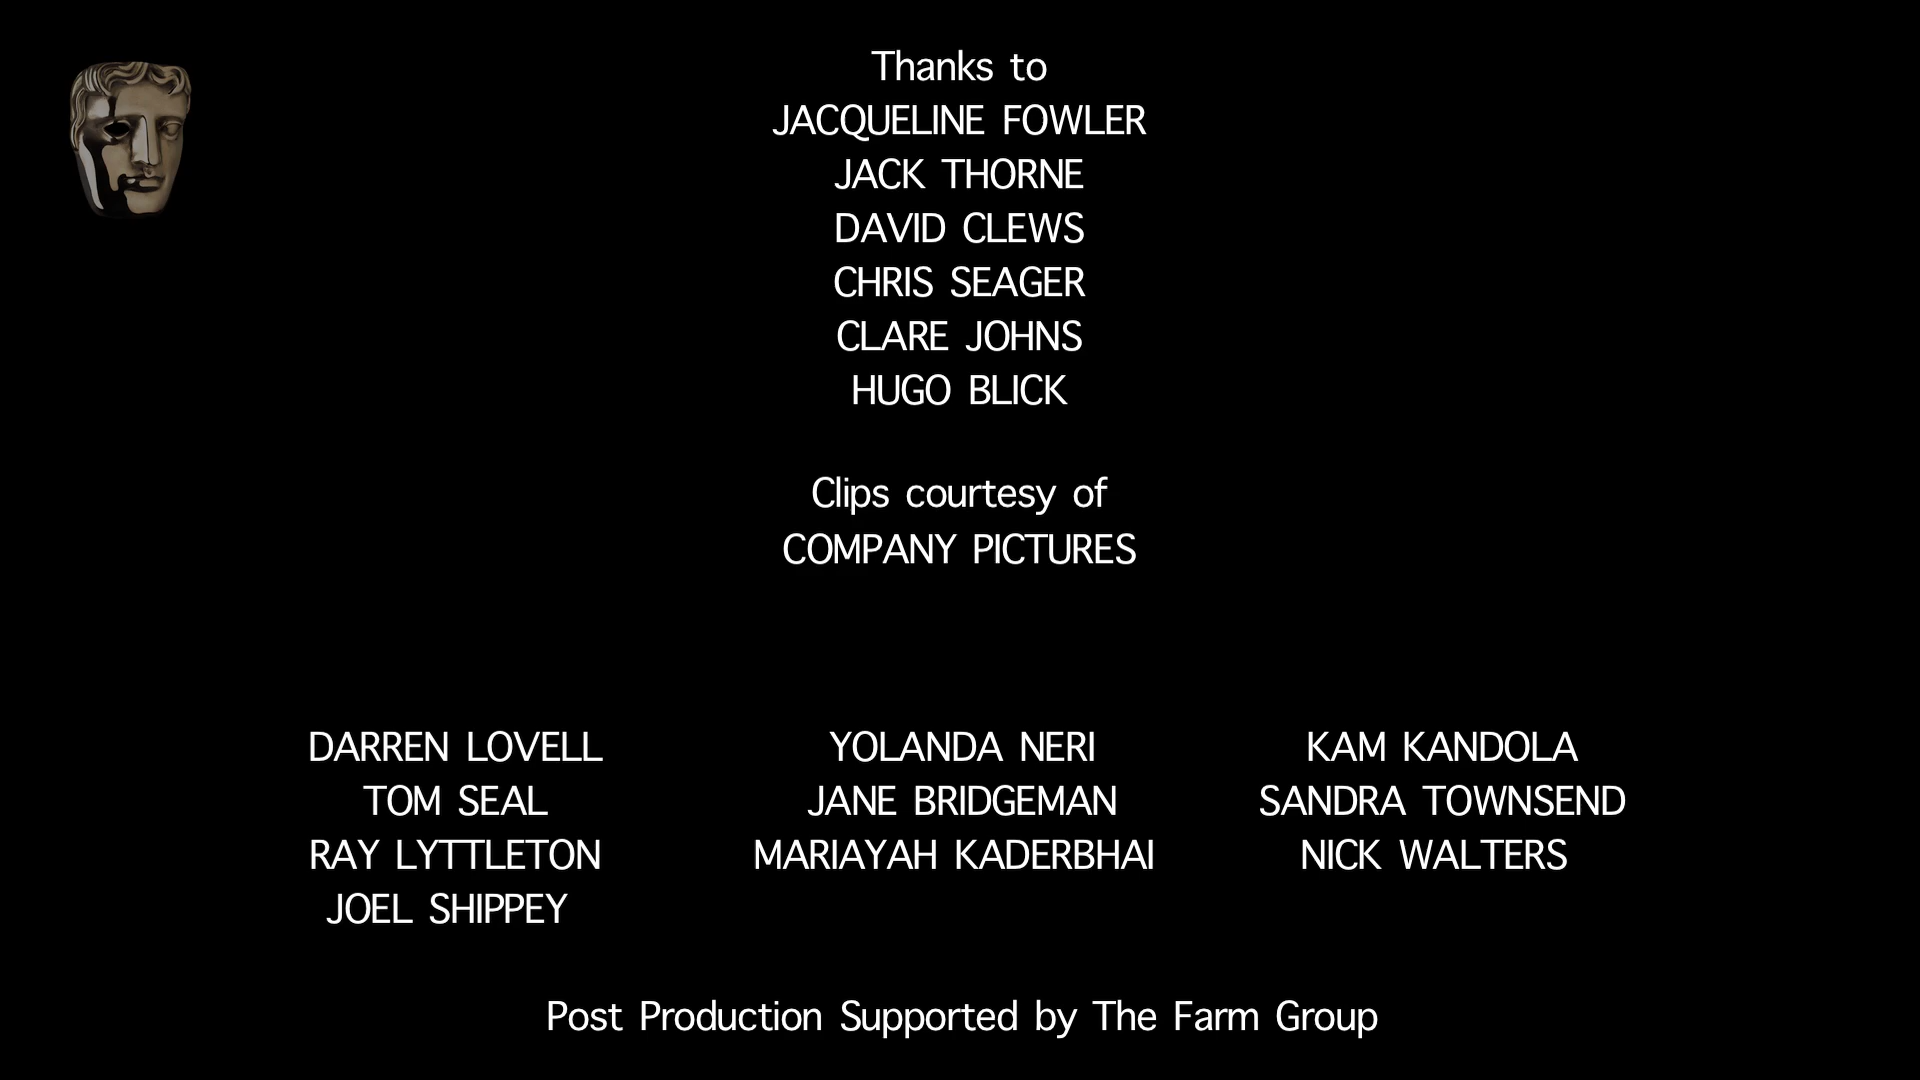 Thanks to
JACQUELINE FOWLER
JACK THORNE
DAVID CLEWS
CHRIS SEAGER
CLARE JOHNS
HUGO BLICK
Clips courtesy of
COMPANY PICTURES
DARREN LOVELL
TOM SEAL
RAY LYTTLETON
JOEL SHIPPEY
YOLANDA NERI
JANE BRIDGEMAN
MARIAYAH KADERBHAI
KAM KANDOLA
SANDRA TOWNSEND
NICK WALTERS
Post Production Supported by The Farm Group